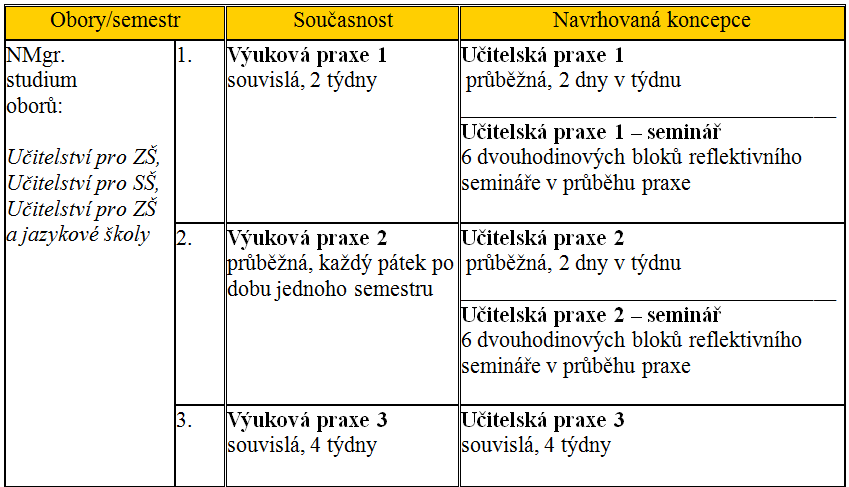 Obory/semestr
Současnost
Navrhovaná koncepce
NMgr.
studium
oborů:
Učitelství pro ZŠ,
Učitelství pro SŠ,
Učitelství pro ZŠ
a jazykové školy
1.
Výuková praxe 1
souvislá, 2 týdny
Učitelská praxe 1
průběžná, 2 dny v týdnu
Učitelská praxe 1 – seminář
6 dvouhodinových bloků reflektivního
semináře v průběhu praxe
2.
Výuková praxe 2
průběžná, každý pátek po
dobu jednoho semestru
Učitelská praxe 2
průběžná, 2 dny v týdnu
Učitelská praxe 2 – seminář
6 dvouhodinových bloků reflektivního
semináře v průběhu praxe
3.
Výuková praxe 3
souvislá, 4 týdny
Učitelská praxe 3
souvislá, 4 týdny